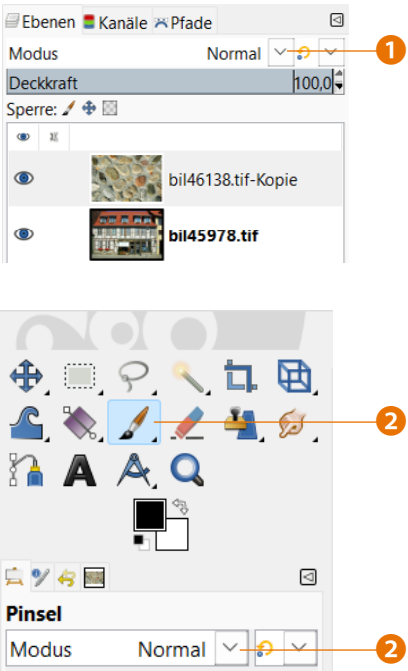 Ebenen Kanäle Pfade
Modus Normal 1
Deckkraft 100,0
Sperre:
bil46138.tif-Kopie
bil45978.tif
2
Pinsel
Modus Normal 2